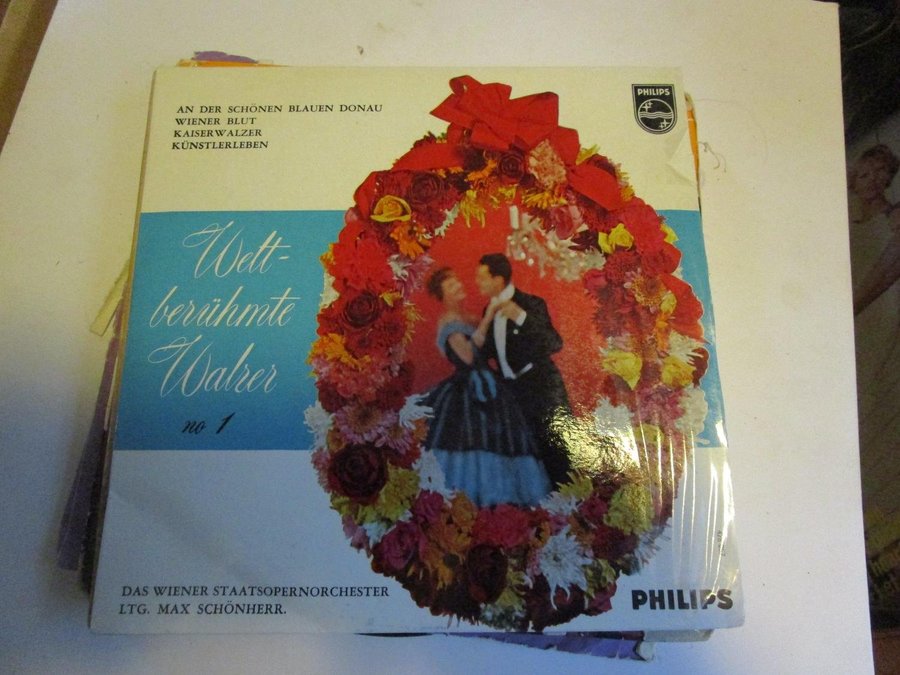 AN DER SCHÖNEN BLAUEN DONAU
WIENER BLUT
KAISERWALZER
KÜNSTLERLEBEN
PHILIPS
Welt-
berühmte
Walzer
no 1
DAS WIENER STAATSOPERNORCHESTER
LTG. MAX SCHÖNHERR.
PHILIPS